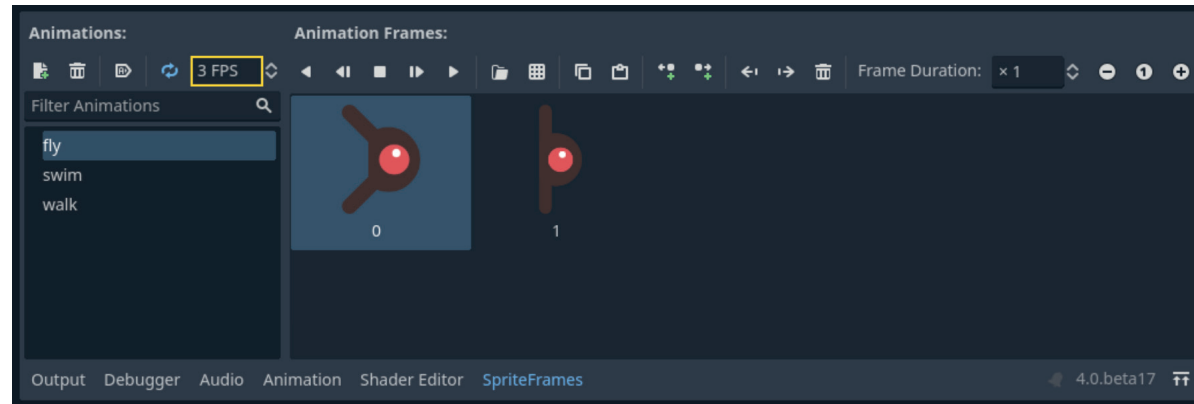 Animations: Animation Frames:
3 FPS Frame Duration: × 1
Filter Animations
fly
swim
walk
0 1
Output Debugger Audio Animation Shader Editor SpriteFrames 4.0.beta17